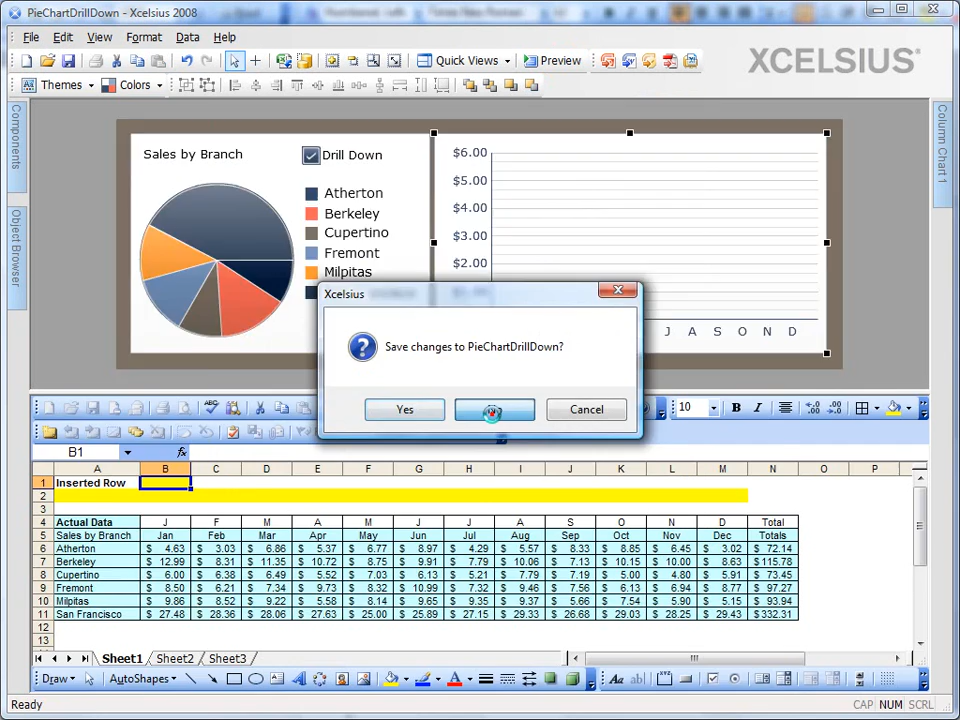 PieChartDrillDown - Xcelsius 2008
File Edit View Format Data Help
Quick Views Preview
XCELSIUS®
Themes Colors
Components
Object Browser
Column Chart 1
Sales by Branch
Drill Down
Atherton
Berkeley
Cupertino
Fremont
Milpitas
$6.00
$5.00
$4.00
$3.00
$2.00
J A S O N D
Xcelsius
Save changes to PieChartDrillDown?
Yes Cancel
10 B I
B1 fx
A B C D E F G H I J K L M N O P
1 Inserted Row
2
3
4 Actual Data J F M A M J J A S O N D Total
5 Sales by Branch Jan Feb Mar Apr May Jun Jul Aug Sep Oct Nov Dec Totals
6 Atherton $ 4.63 $ 3.03 $ 6.86 $ 5.37 $ 6.77 $ 8.97 $ 4.29 $ 5.57 $ 8.33 $ 8.85 $ 6.45 $ 3.02 $ 72.14
7 Berkeley $ 12.99 $ 8.31 $ 11.35 $ 10.72 $ 8.75 $ 9.91 $ 7.79 $ 10.06 $ 7.13 $ 10.15 $ 10.00 $ 8.63 $115.78
8 Cupertino $ 6.00 $ 6.38 $ 6.49 $ 5.52 $ 7.03 $ 6.13 $ 5.21 $ 7.79 $ 7.19 $ 5.00 $ 4.80 $ 5.91 $ 73.45
9 Fremont $ 8.50 $ 6.21 $ 7.34 $ 9.73 $ 8.32 $ 10.99 $ 7.32 $ 9.46 $ 7.56 $ 6.13 $ 6.94 $ 8.77 $ 97.27
10 Milpitas $ 9.86 $ 8.52 $ 9.22 $ 5.58 $ 8.14 $ 9.65 $ 9.35 $ 9.37 $ 5.66 $ 7.54 $ 5.90 $ 5.15 $ 93.94
11 San Francisco $ 27.48 $ 28.36 $ 28.06 $ 27.63 $ 25.00 $ 25.89 $ 27.14 $ 29.33 $ 26.68 $ 29.03 $ 28.25 $ 29.43 $332.31
12
13
Sheet1 Sheet2 Sheet3
Draw AutoShapes
Ready CAP NUM SCRL